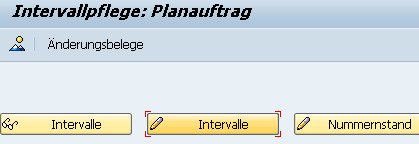 Intervallpflege: Planauftrag
Änderungsbelege
Intervalle Intervalle Nummernstand